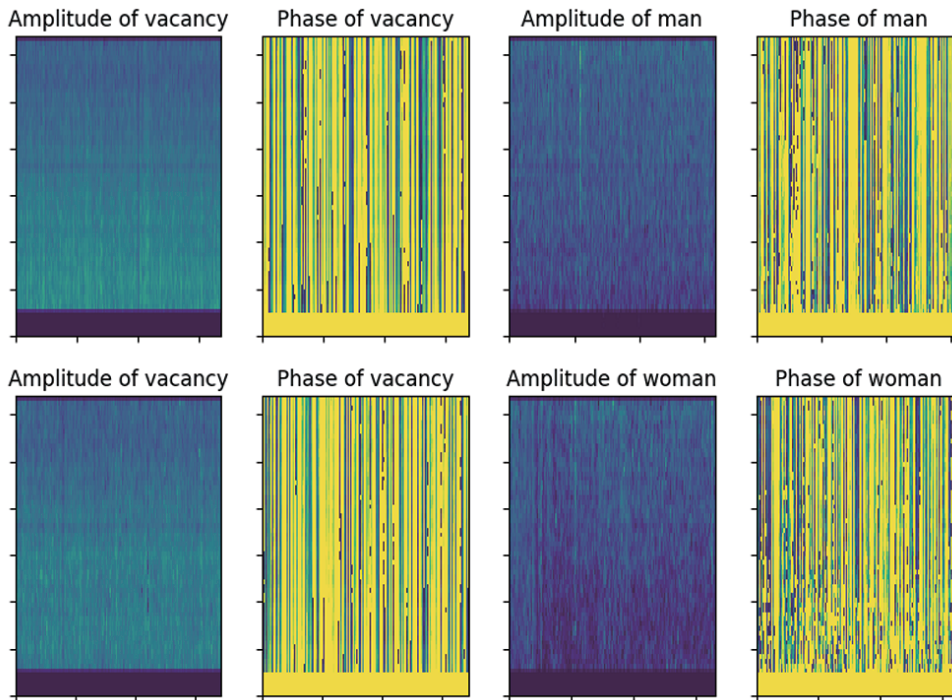 Amplitude of vacancy
Phase of vacancy
Amplitude of man
Phase of man
Amplitude of vacancy
Phase of vacancy
Amplitude of woman
Phase of woman